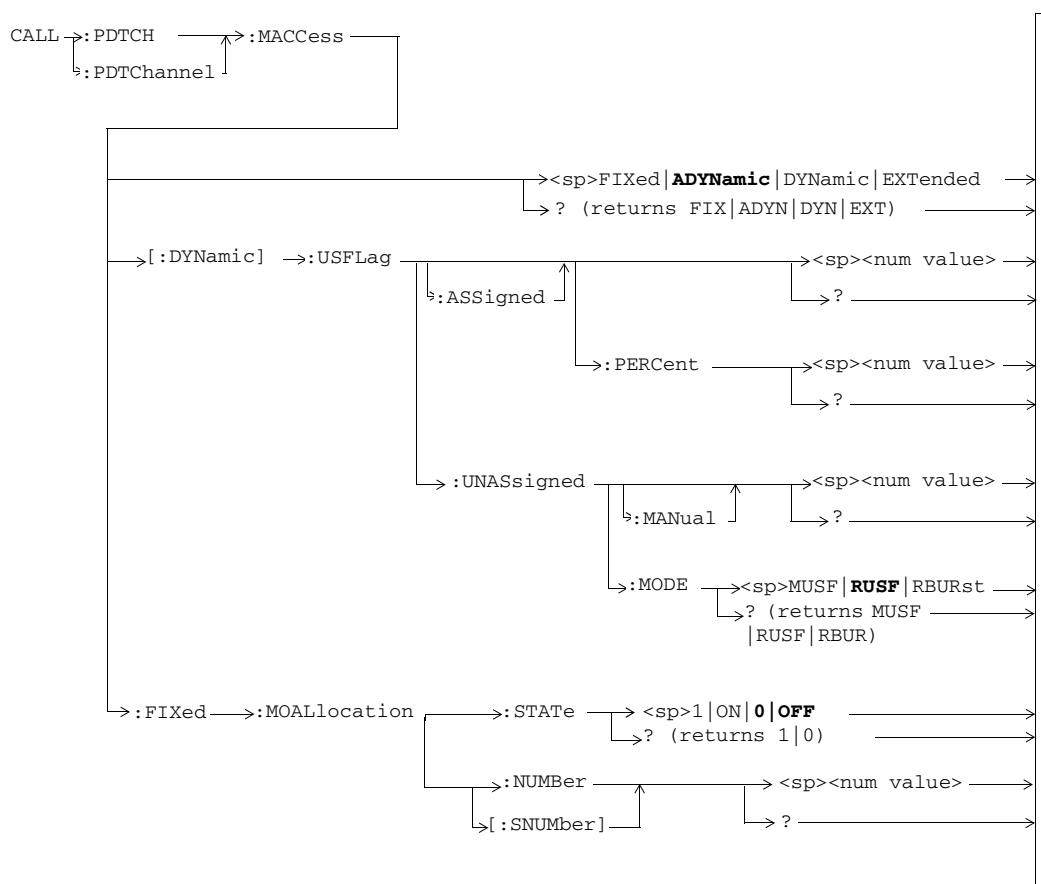 CALL :PDTCH :MACCess
:PDTChannel
<sp>FIXed|ADYNamic|DYNamic|EXTended
? (returns FIX|ADYN|DYN|EXT)
[:DYNamic] :USFLag <sp><num value>
:ASSigned ?
:PERCent <sp><num value>
?
:UNASsigned <sp><num value>
:MANual ?
:MODE <sp>MUSF|RUSF|RBURst
? (returns MUSF
|RUSF|RBUR)
:FIXed :MOALlocation :STATe <sp>1|ON|0|OFF
? (returns 1|0)
:NUMBer <sp><num value>
[:SNUMber] ?